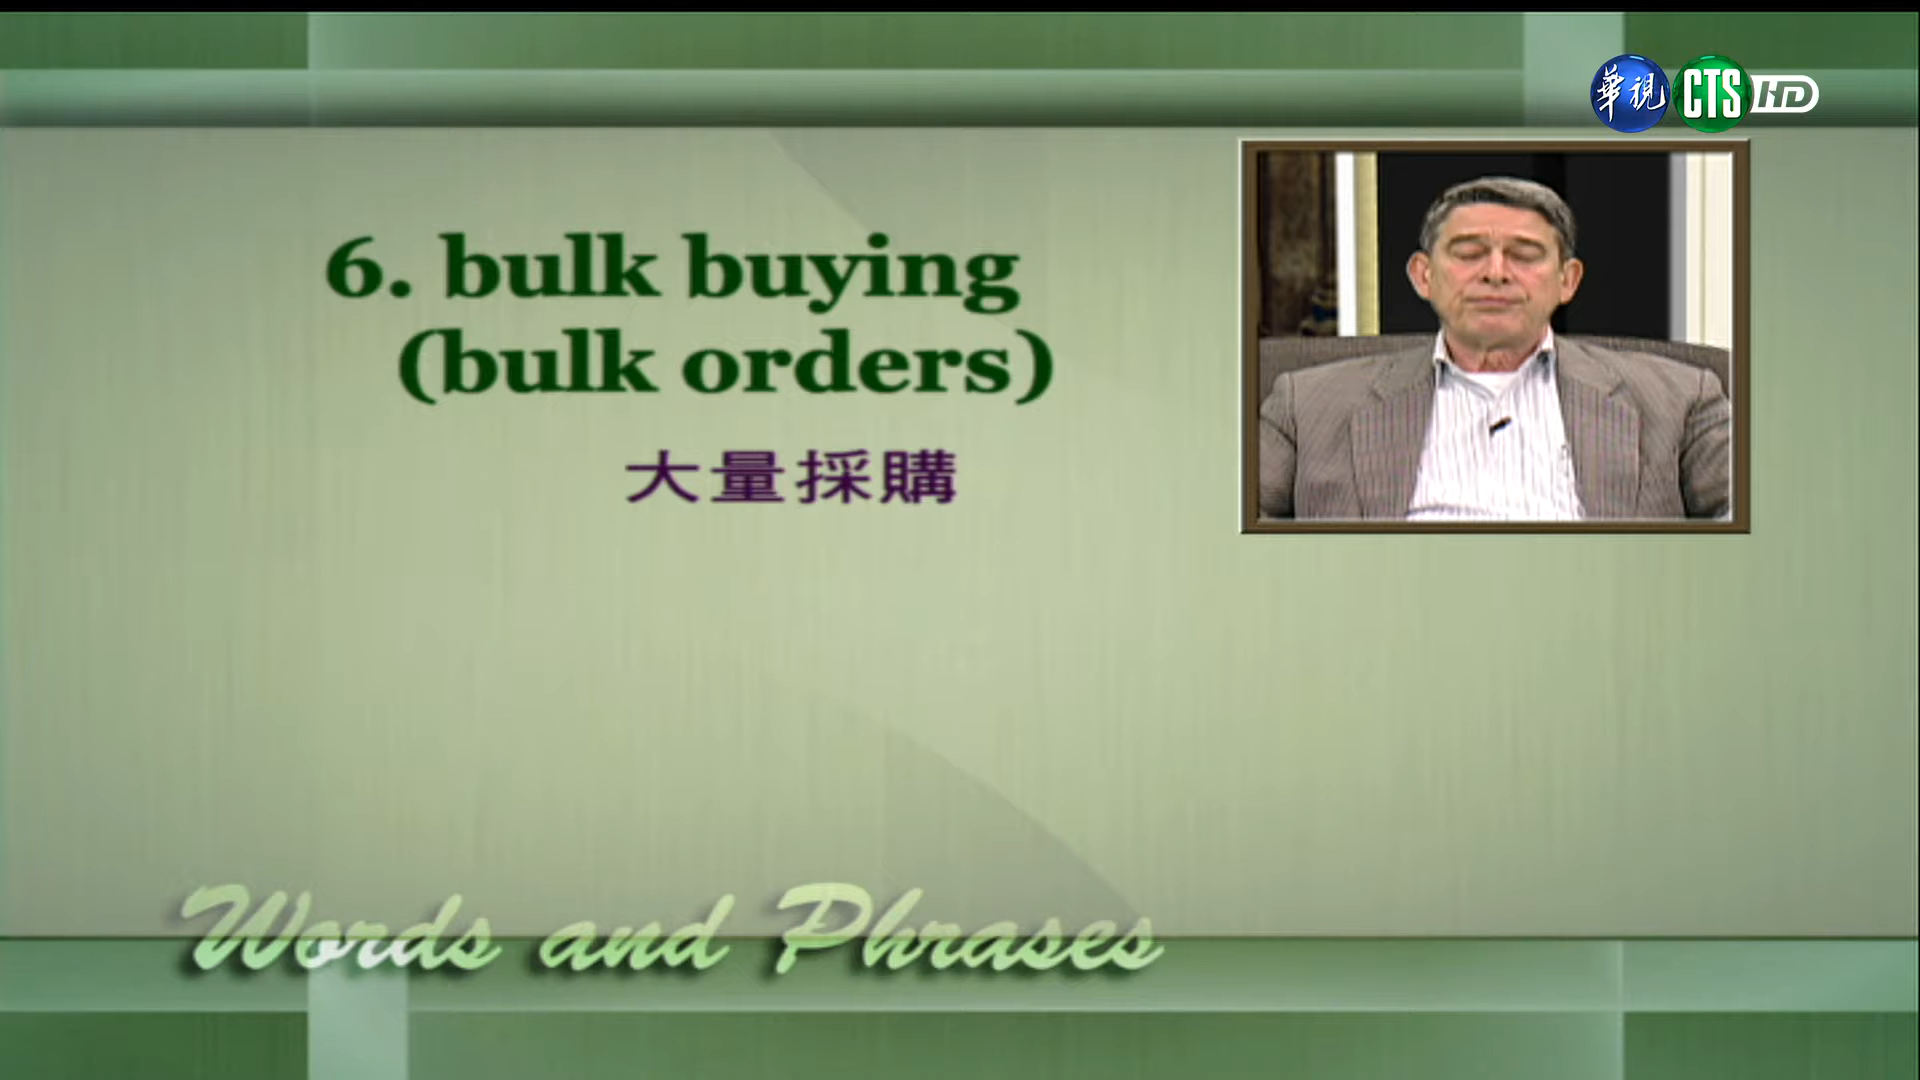 華視 CTS HD
6. bulk buying
(bulk orders)
大量採購
Words and Phrases